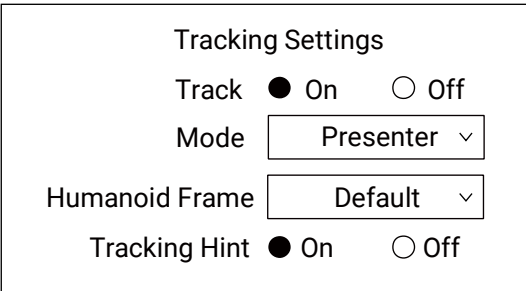 Tracking Settings
Track On Off
Mode Presenter
Humanoid Frame Default
Tracking Hint On Off